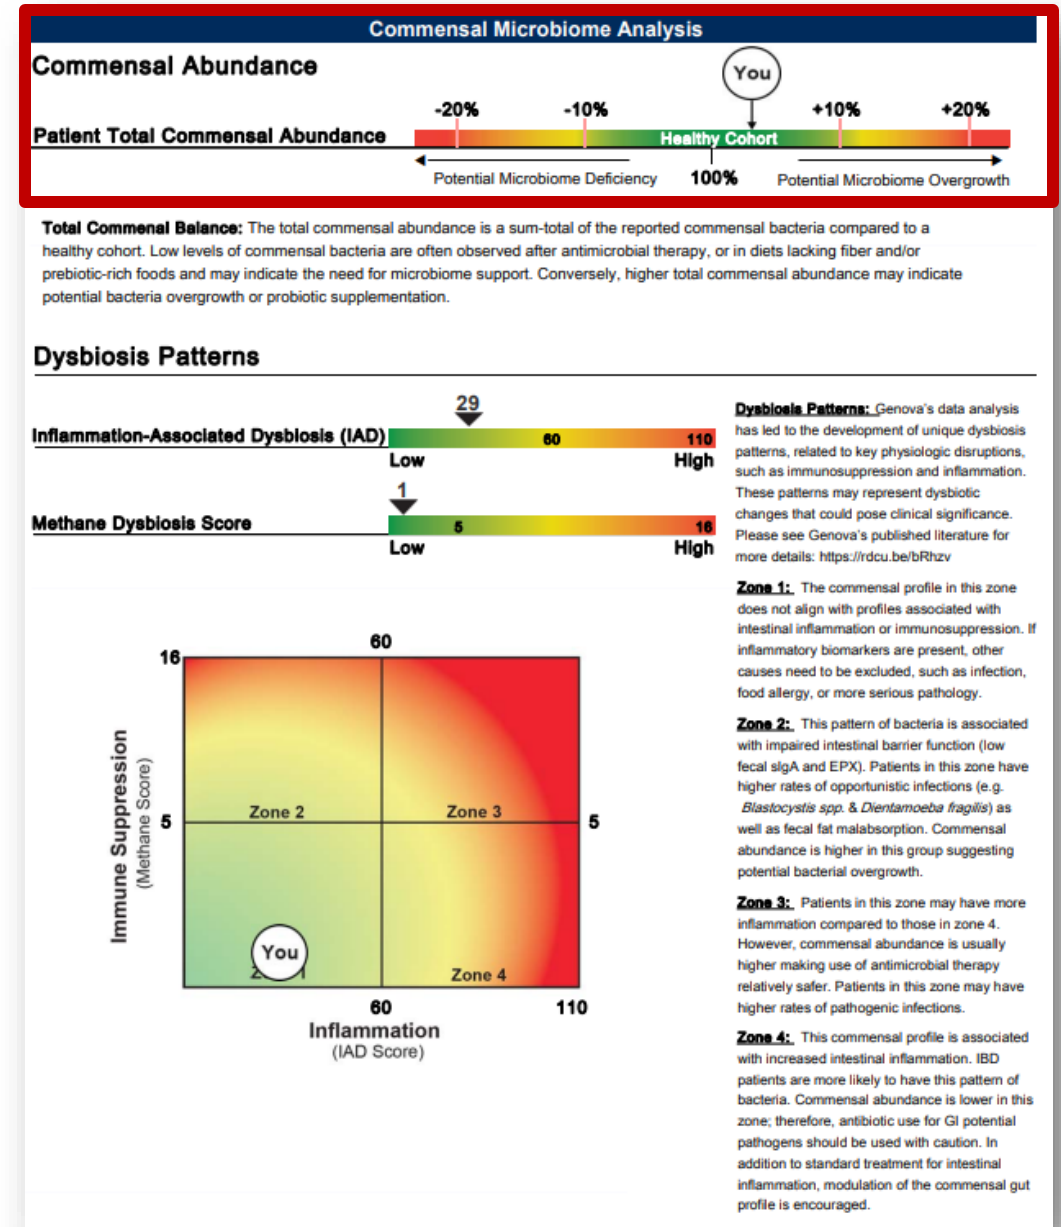 Commensal Microbiome Analysis
Commensal Abundance
You
-20%
-10%
+10%
+20%
Patient Total Commensal Abundance
Healthy Cohort
Potential Microbiome Deficiency
100%
Potential Microbiome Overgrowth
Total Commenal Balance: The total commensal abundance is a sum-total of the reported commensal bacteria compared to a
healthy cohort. Low levels of commensal bacteria are often observed after antimicrobial therapy, or in diets lacking fiber and/or
prebiotic-rich foods and may indicate the need for microbiome support. Conversely, higher total commensal abundance may indicate
potential bacteria overgrowth or probiotic supplementation.
Dysbiosis Patterns
29
Inflammation-Associated Dysbiosis (IAD)
60
110
Low
High
1
Methane Dysbiosis Score
5
16
Low
High
Dysbiosis Patterns: Genova's data analysis
has led to the development of unique dysbiosis
patterns, related to key physiologic disruptions,
such as immunosuppression and inflammation.
These patterns may represent dysbiotic
changes that could pose clinical significance.
Please see Genova's published literature for
more details: https://rdcu.be/bRhzv
Zone 1: The commensal profile in this zone
does not align with profiles associated with
intestinal inflammation or immunosuppression. If
inflammatory biomarkers are present, other
causes need to be excluded, such as infection,
food allergy, or more serious pathology.
Zone 2: This pattern of bacteria is associated
with impaired intestinal barrier function (low
fecal sIgA and EPX). Patients in this zone have
higher rates of opportunistic infections (e.g.
Blastocystis spp. & Dientamoeba fragilis) as
well as fecal fat malabsorption. Commensal
abundance is higher in this group suggesting
potential bacterial overgrowth.
Zone 3: Patients in this zone may have more
inflammation compared to those in zone 4.
However, commensal abundance is usually
higher making use of antimicrobial therapy
relatively safer. Patients in this zone may have
higher rates of pathogenic infections.
Zone 4: This commensal profile is associated
with increased intestinal inflammation. IBD
patients are more likely to have this pattern of
bacteria. Commensal abundance is lower in this
zone; therefore, antibiotic use for GI potential
pathogens should be used with caution. In
addition to standard treatment for intestinal
inflammation, modulation of the commensal gut
profile is encouraged.
60
16
Immune Suppression
(Methane Score)
5
Zone 2
Zone 3
5
You
Zone 4
60
110
Inflammation
(IAD Score)